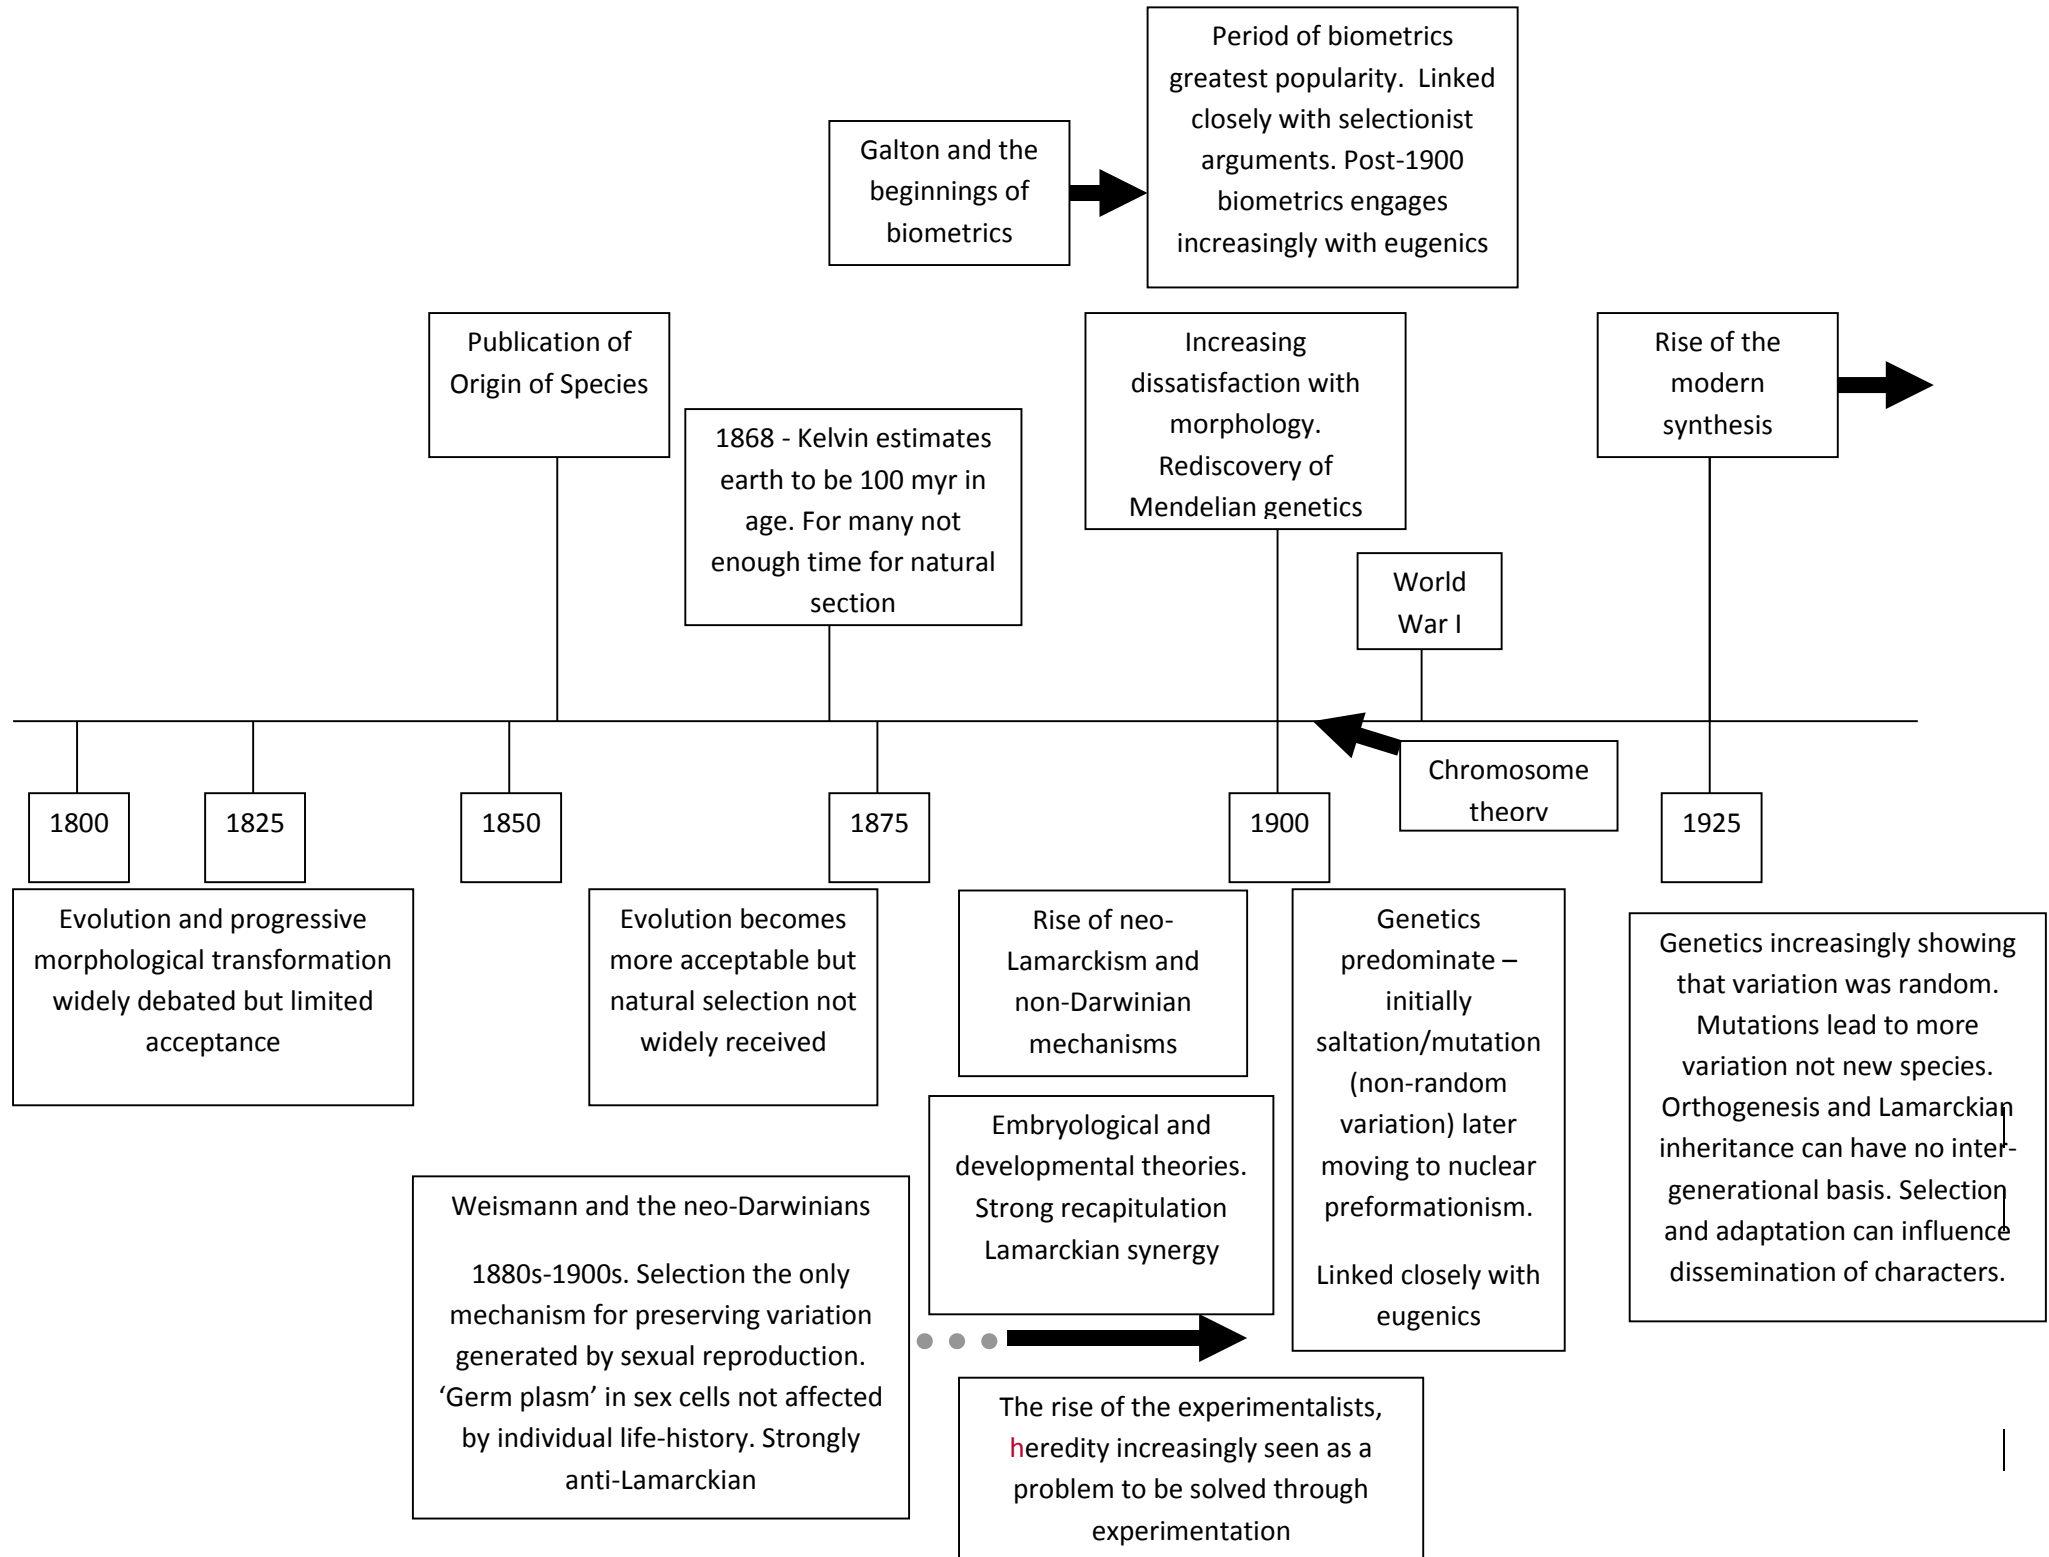 Period of biometrics
greatest popularity. Linked
closely with selectionist
arguments. Post-1900
biometrics engages
increasingly with eugenics
Galton and the
beginnings of
biometrics
Publication of
Origin of Species
1868 - Kelvin estimates
earth to be 100 myr in
age. For many not
enough time for natural
section
Increasing
dissatisfaction with
morphology.
Rediscovery of
Mendelian genetics
World
War I
Rise of the
modern
synthesis
Chromosome
theory
1800
1825
1850
1875
1900
1925
Evolution and progressive
morphological transformation
widely debated but limited
acceptance
Evolution becomes
more acceptable but
natural selection not
widely received
Rise of neo-
Lamarckism and
non-Darwinian
mechanisms
Genetics
predominate –
initially
saltation/mutation
(non-random
variation) later
moving to nuclear
preformationism.
Linked closely with
eugenics
Genetics increasingly showing
that variation was random.
Mutations lead to more
variation not new species.
Orthogenesis and Lamarckian
inheritance can have no inter-
generational basis. Selection
and adaptation can influence
dissemination of characters.
Embryological and
developmental theories.
Strong recapitulation
Lamarckian synergy
Weismann and the neo-Darwinians
1880s-1900s. Selection the only
mechanism for preserving variation
generated by sexual reproduction.
‘Germ plasm’ in sex cells not affected
by individual life-history. Strongly
anti-Lamarckian
The rise of the experimentalists,
heredity increasingly seen as a
problem to be solved through
experimentation